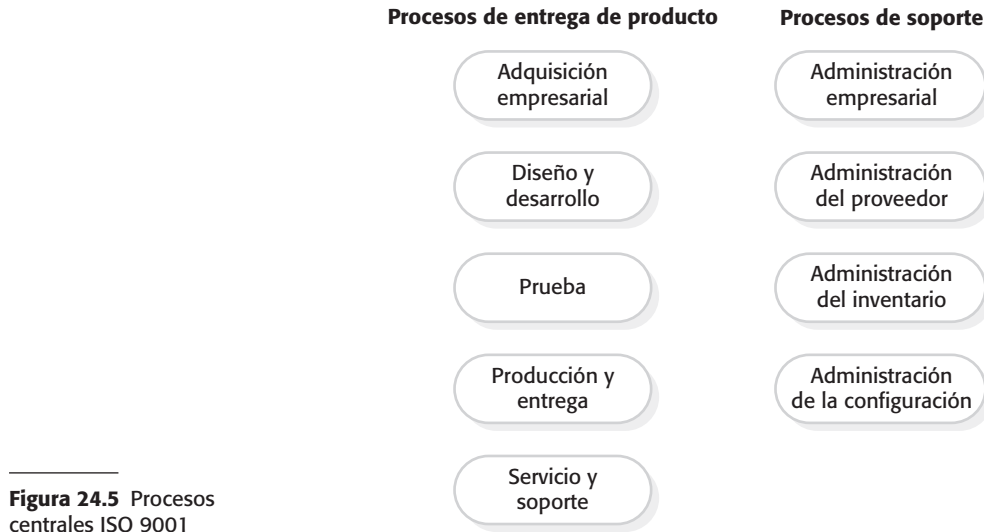 Procesos de entrega de producto
Procesos de soporte
Adquisición
empresarial
Administración
empresarial
Diseño y
desarrollo
Administración
del proveedor
Prueba
Administración
del inventario
Producción y
entrega
Administración
de la configuración
Servicio y
soporte
Figura 24.5 Procesos
centrales ISO 9001